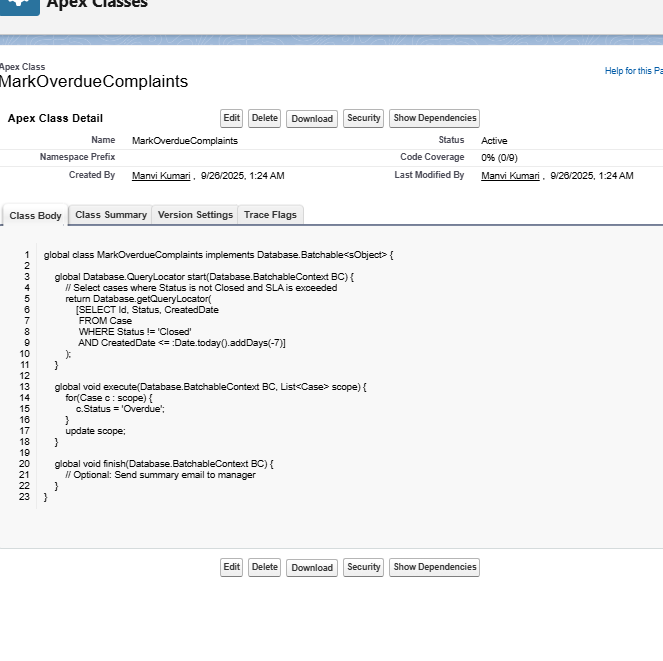 Apex Classes
Apex Class
MarkOverdueComplaints
Help for this Pa
Apex Class Detail
Edit Delete Download Security Show Dependencies
Name MarkOverdueComplaints Status Active
Namespace Prefix Code Coverage 0% (0/9)
Created By Manvi Kumari , 9/26/2025, 1:24 AM Last Modified By Manvi Kumari , 9/26/2025, 1:24 AM
Class Body Class Summary Version Settings Trace Flags
1 global class MarkOverdueComplaints implements Database.Batchable<sObject> {
2
3 global Database.QueryLocator start(Database.BatchableContext BC) {
4 // Select cases where Status is not Closed and SLA is exceeded
5 return Database.getQueryLocator(
6 [SELECT Id, Status, CreatedDate
7 FROM Case
8 WHERE Status != 'Closed'
9 AND CreatedDate <= :Date.today().addDays(-7)]
10 );
11 }
12
13 global void execute(Database.BatchableContext BC, List<Case> scope) {
14 for(Case c : scope) {
15 c.Status = 'Overdue';
16 }
17 update scope;
18 }
19
20 global void finish(Database.BatchableContext BC) {
21 // Optional: Send summary email to manager
22 }
23 }
Edit Delete Download Security Show Dependencies